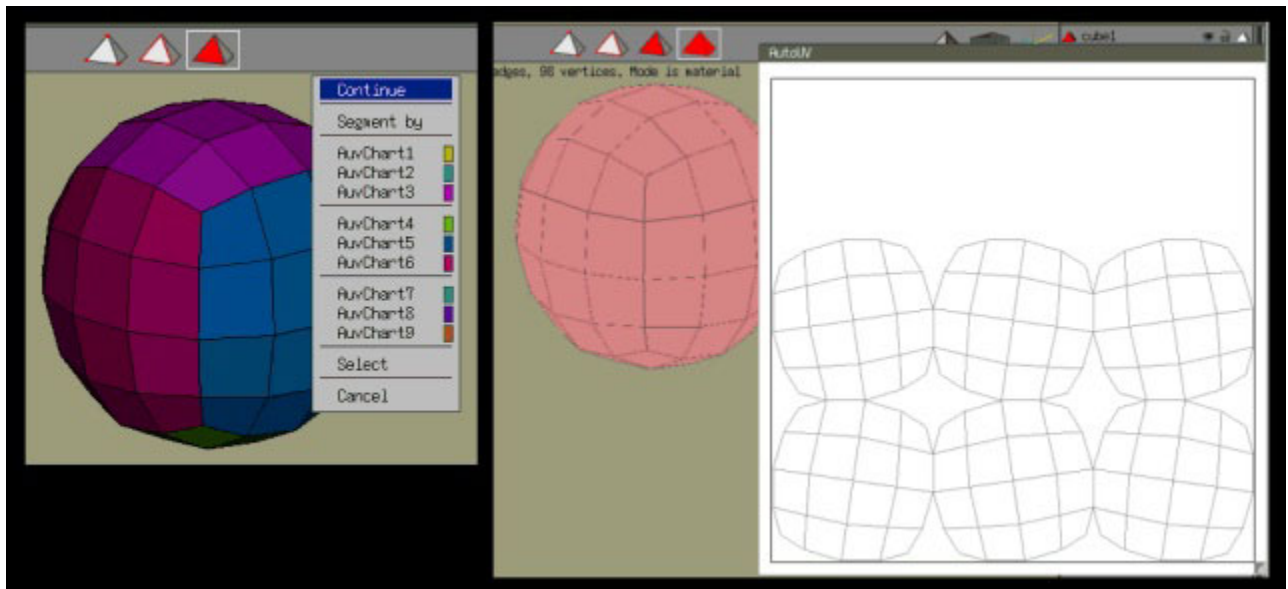 Continue
Segment by
AuvChart1
AuvChart2
AuvChart3
AuvChart4
AuvChart5
AuvChart6
AuvChart7
AuvChart8
AuvChart9
Select
Cancel
cube1
AutoUV
edges, 98 vertices. Mode is material